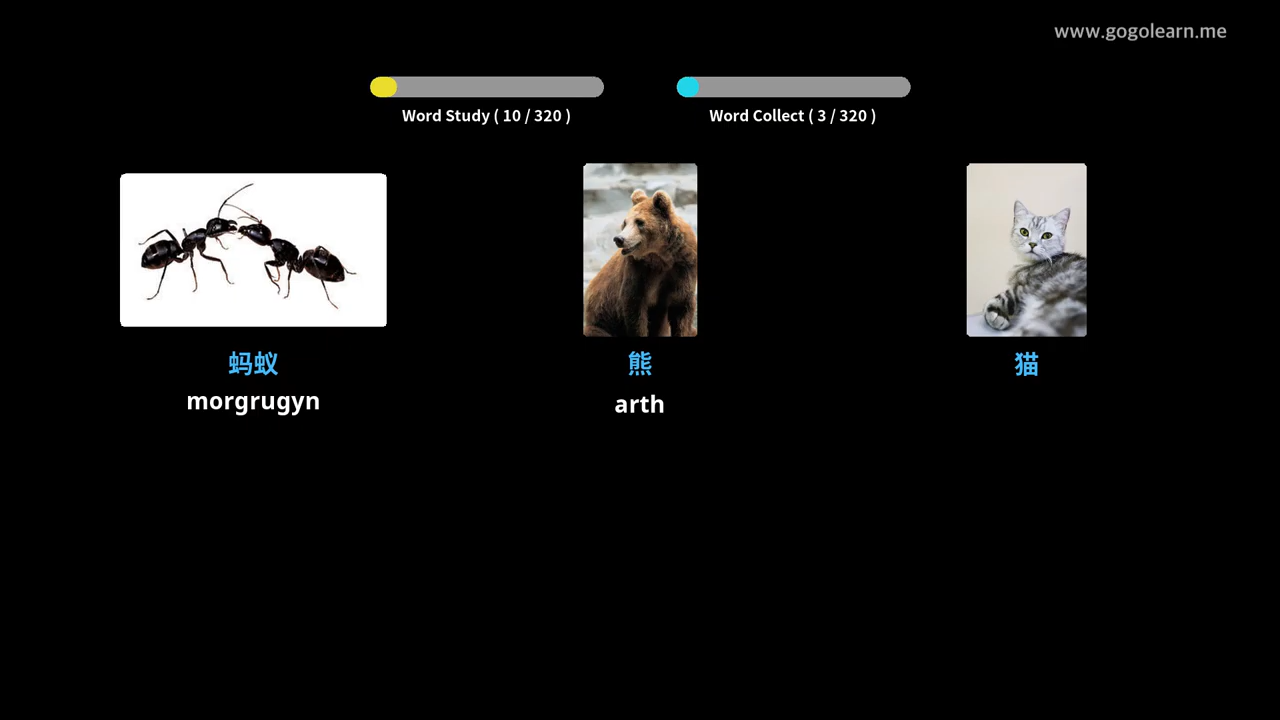 www.gogolearn.me
Word Study ( 10 / 320 )
Word Collect ( 3 / 320 )
蚂蚁
熊
猫
morgrugyn
arth